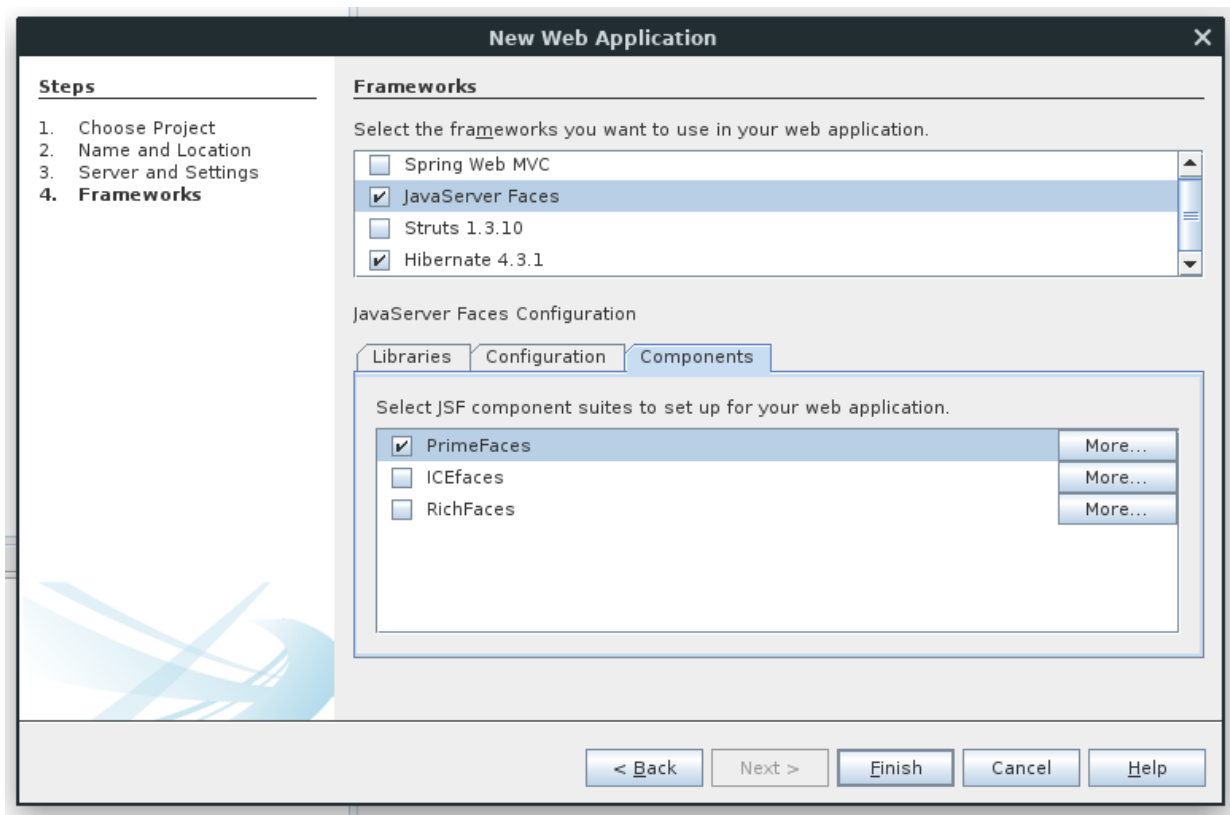 New Web Application
Steps
1. Choose Project
2. Name and Location
3. Server and Settings
4. Frameworks
Frameworks
Select the frameworks you want to use in your web application.
Spring Web MVC
JavaServer Faces
Struts 1.3.10
Hibernate 4.3.1
JavaServer Faces Configuration
Libraries Configuration Components
Select JSF component suites to set up for your web application.
PrimeFaces More...
ICEfaces More...
RichFaces More...
< Back Next > Finish Cancel Help